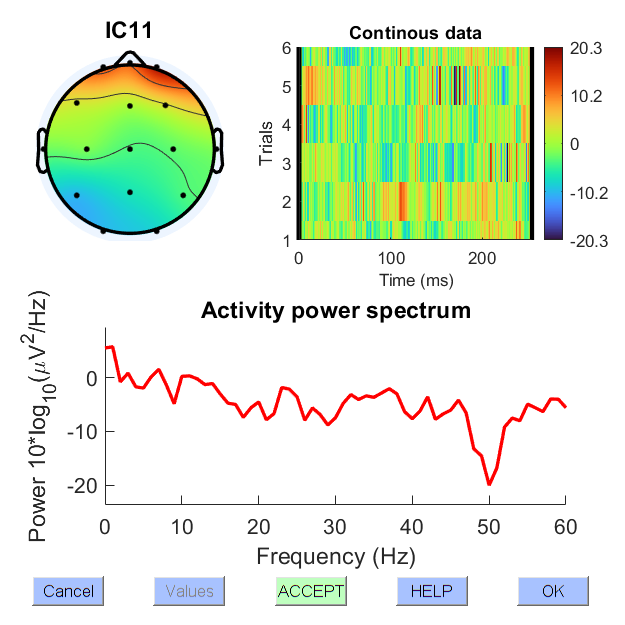 IC11
Continous data
6
5
4
3
2
1
Trials
0 100 200
Time (ms)
20.3
10.2
0
-10.2
-20.3
Activity power spectrum
Power 10*log10(μV2/Hz)
0
-10
-20
0 10 20 30 40 50 60
Frequency (Hz)
Cancel Values ACCEPT HELP OK